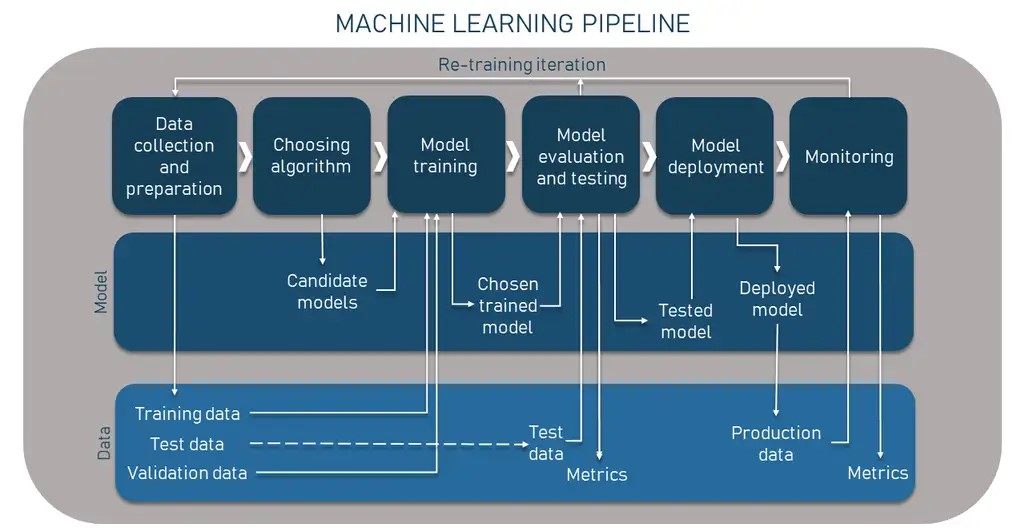 MACHINE LEARNING PIPELINE
Re-training iteration
Data
collection
and
preparation
Choosing
algorithm
Model
training
Model
evaluation
and testing
Model
deployment
Monitoring
Model
Candidate
models
Chosen
trained
model
Tested
model
Deployed
model
Data
Training data
Test data
Validation data
Test
data
Metrics
Production
data
Metrics